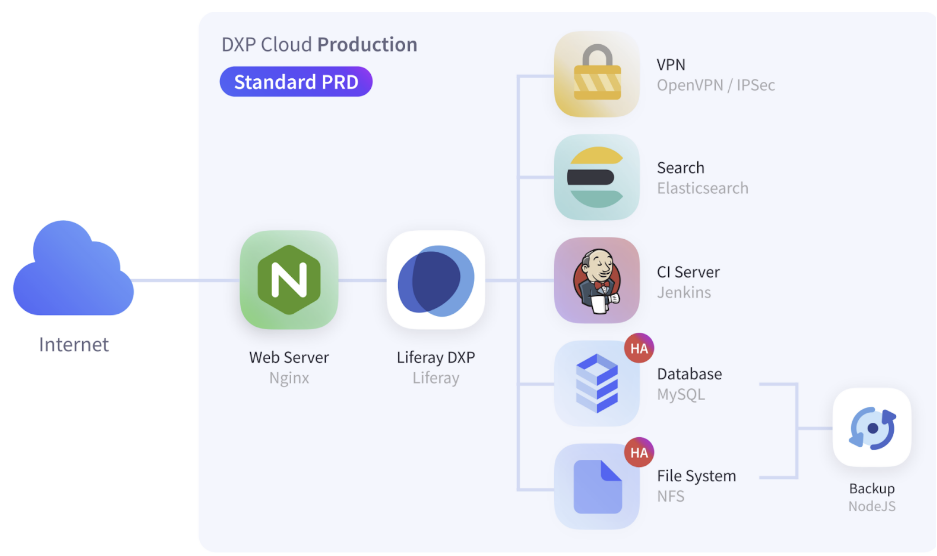 DXP Cloud Production
Standard PRD
Internet
N
Web Server
Nginx
Liferay DXP
Liferay
VPN
OpenVPN / IPSec
Search
Elasticsearch
CI Server
Jenkins
HA
Database
MySQL
HA
File System
NFS
Backup
NodeJS